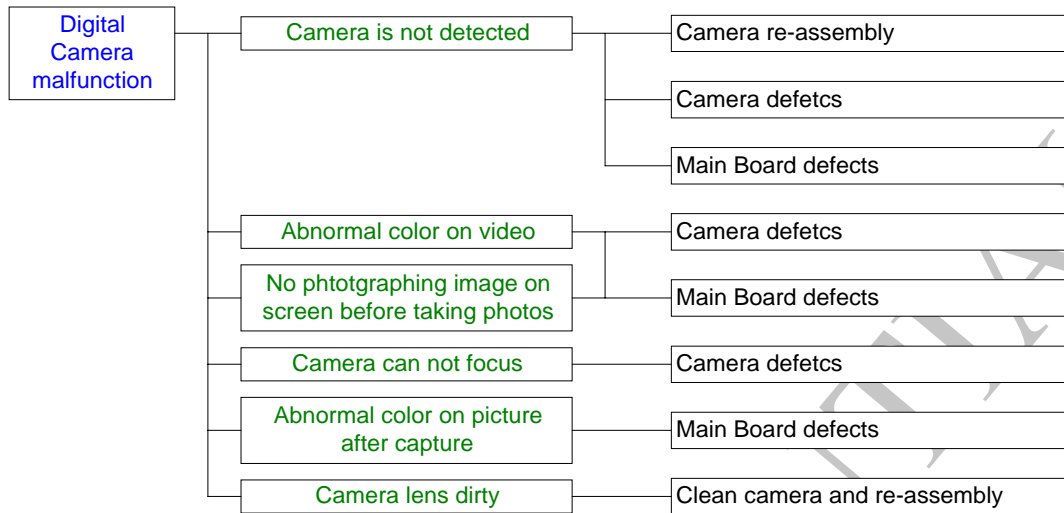 Digital
Camera
malfunction
Camera is not detected
Camera re-assembly
Camera defetcs
Main Board defects
Abnormal color on video
Camera defetcs
No phtotgraphing image on
screen before taking photos
Main Board defects
Camera can not focus
Camera defetcs
Abnormal color on picture
after capture
Main Board defects
Camera lens dirty
Clean camera and re-assembly